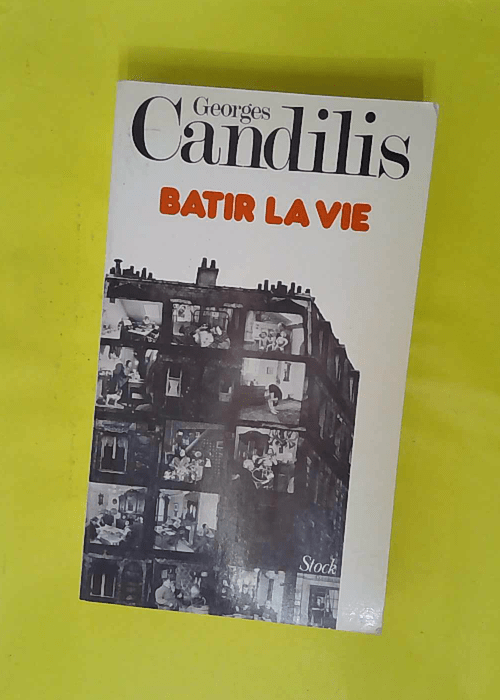 Georges
Candilis
BATIR LA VIE
Stock